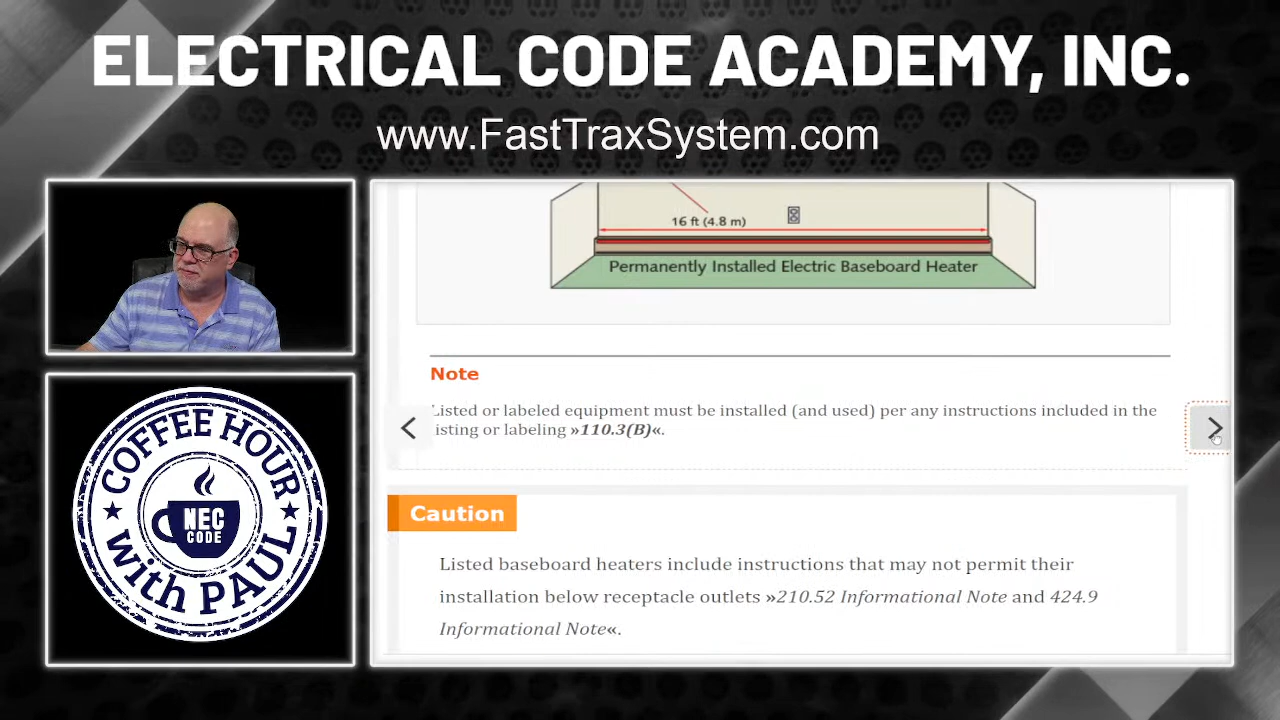 ELECTRICAL CODE ACADEMY, INC.
www.FastTraxSystem.com
16 ft (4.8 m)
Permanently Installed Electric Baseboard Heater
Note
Listed or labeled equipment must be installed (and used) per any instructions included in the
listing or labeling »110.3(B)«.
Caution
Listed baseboard heaters include instructions that may not permit their
installation below receptacle outlets »210.52 Informational Note and 424.9
Informational Note«.
COFFEE HOUR
NEC
CODE
with PAUL